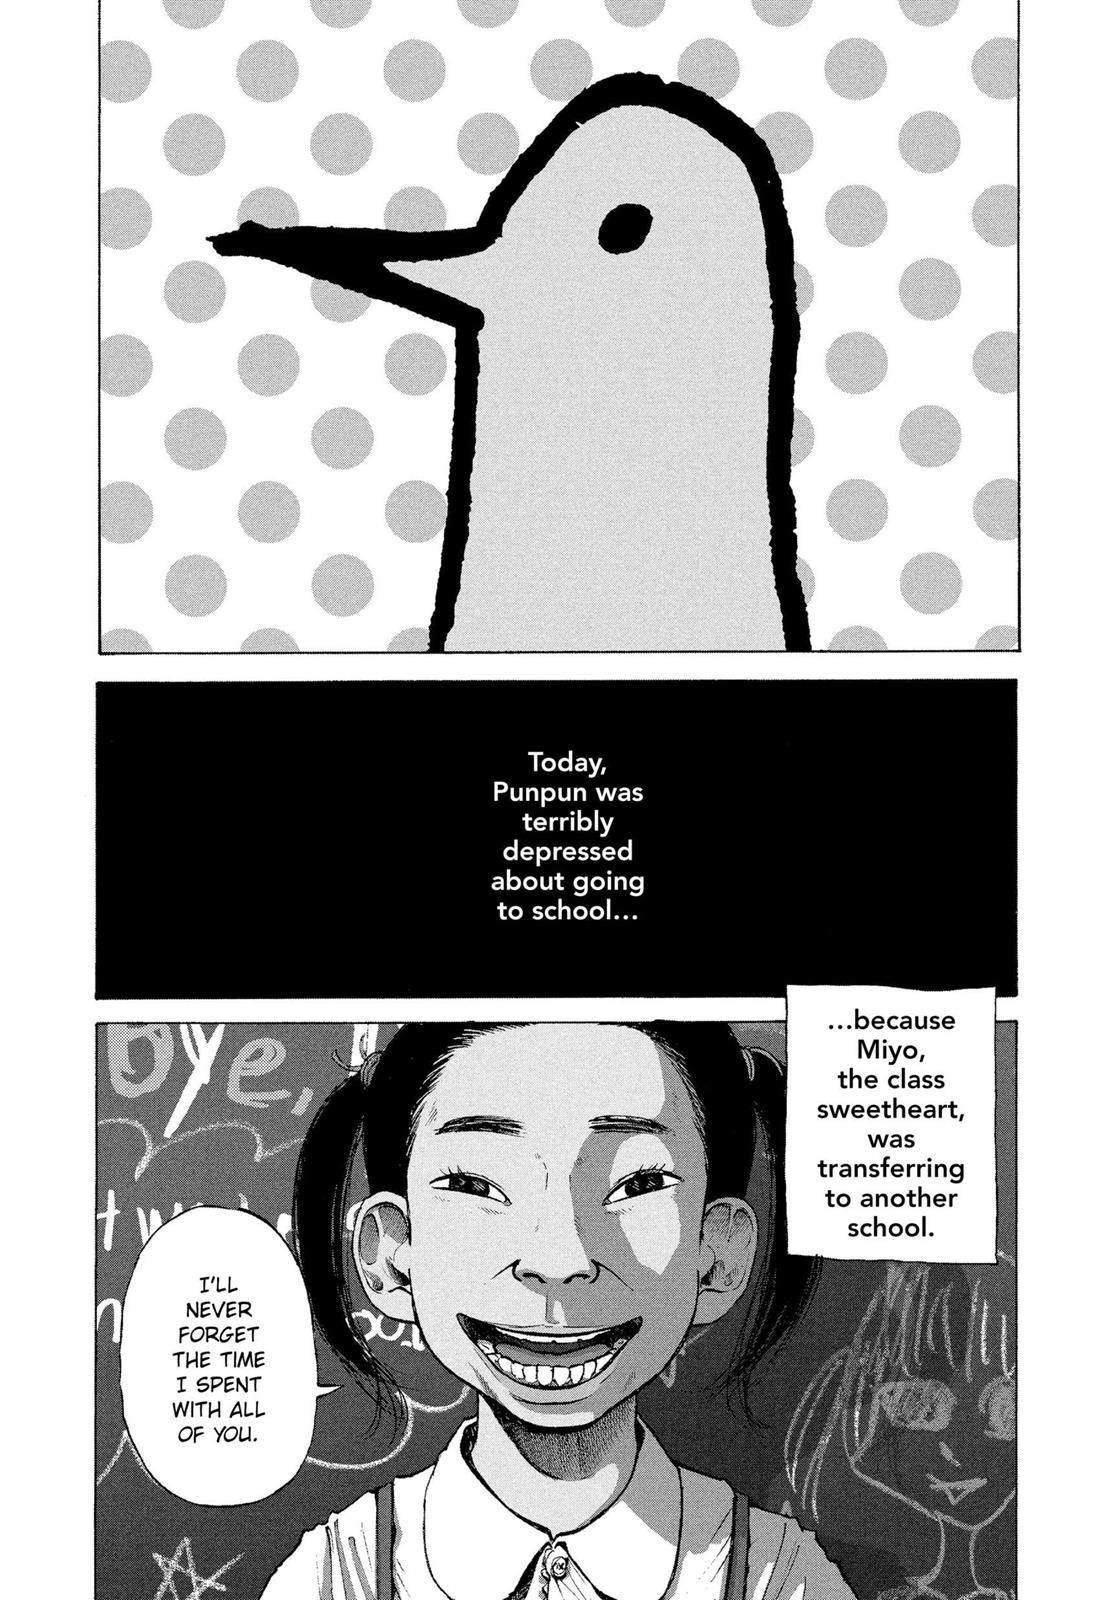 Today,
Punpun was
terribly
depressed
about going
to school...
...because
Miyo,
the class
sweetheart,
was
transferring
to another
school.
Bye,
I'LL
NEVER
FORGET
THE TIME
I SPENT
WITH ALL
OF YOU.